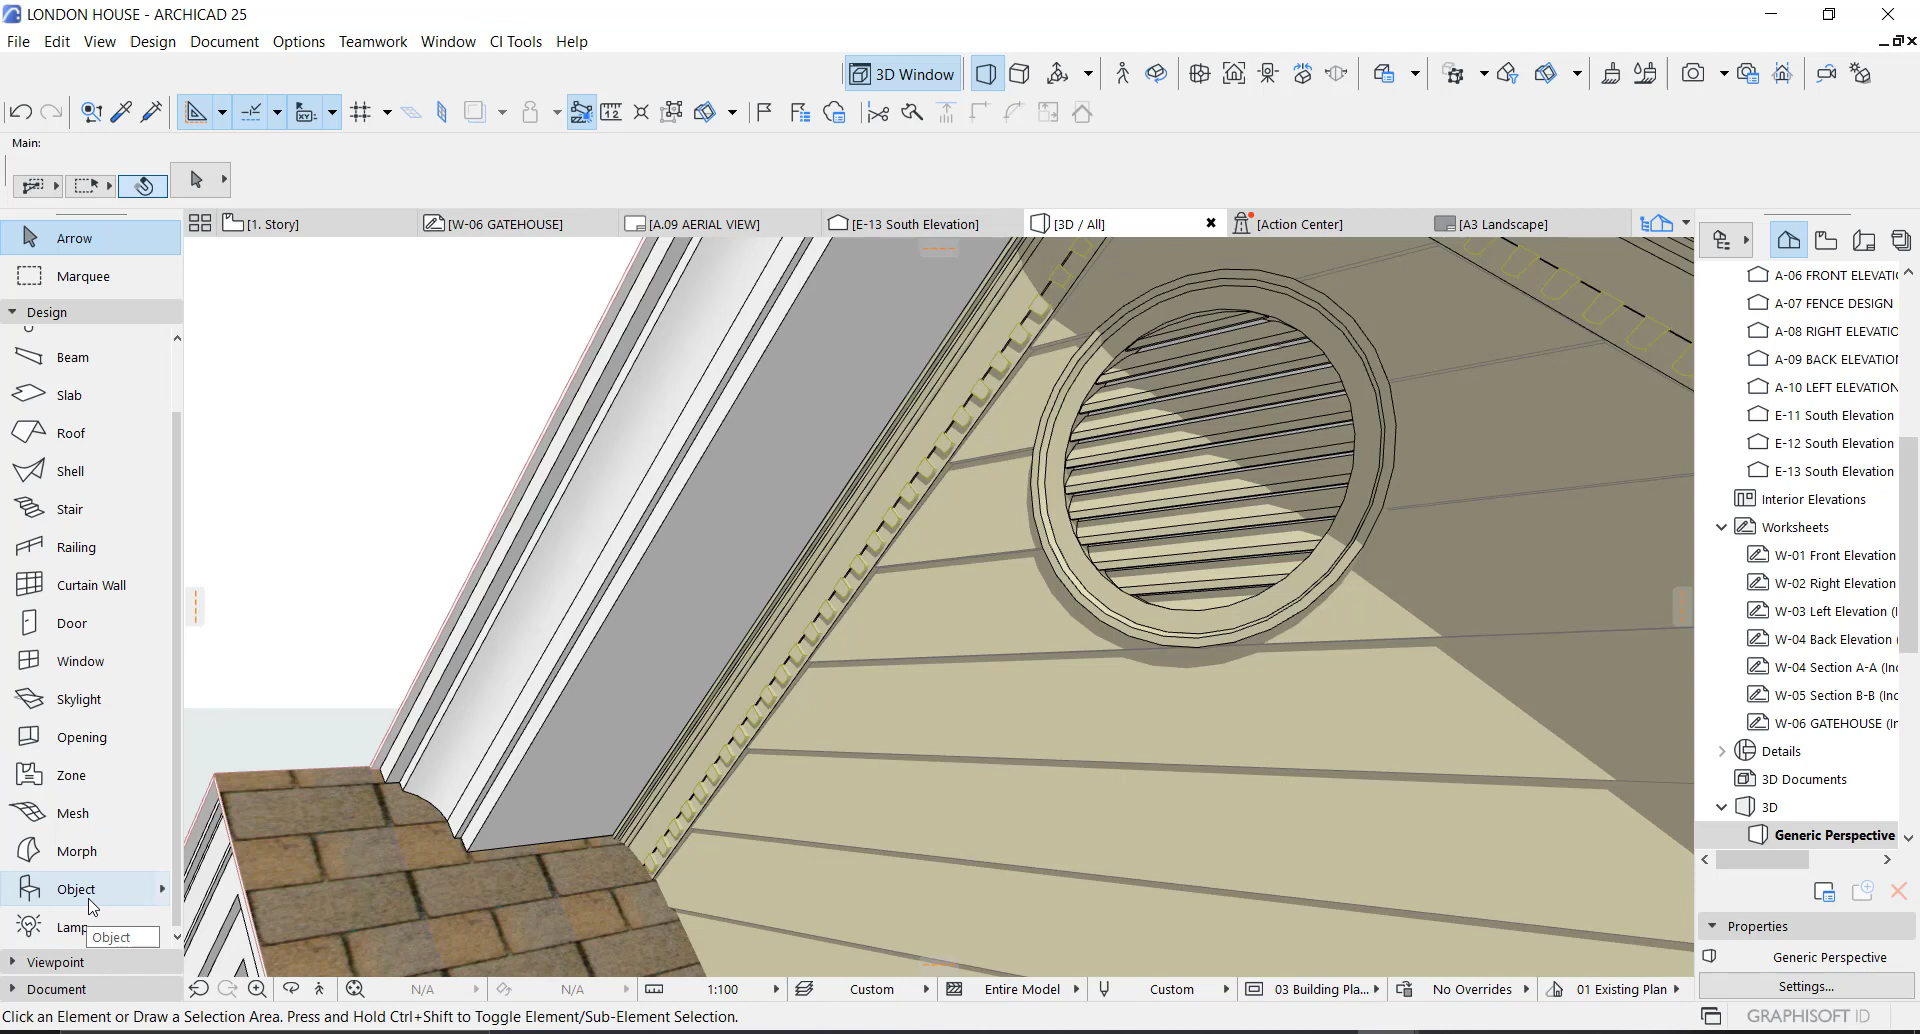 LONDON HOUSE - ARCHICAD 25
File Edit View Design Document Options Teamwork Window CI Tools Help
3D Window
Main:
[1. Story] [W-06 GATEHOUSE] [A.09 AERIAL VIEW] [E-13 South Elevation] [3D / All] [Action Center] [A3 Landscape]
Arrow
Marquee
Design
Beam
Slab
Roof
Shell
Stair
Railing
Curtain Wall
Door
Window
Skylight
Opening
Zone
Mesh
Morph
Object
Lamp
Object
Viewpoint
Document
A-06 FRONT ELEVATI
A-07 FENCE DESIGN
A-08 RIGHT ELEVATIO
A-09 BACK ELEVATIO
A-10 LEFT ELEVATION
E-11 South Elevation
E-12 South Elevation
E-13 South Elevation
Interior Elevations
Worksheets
W-01 Front Elevation
W-02 Right Elevation
W-03 Left Elevation (I
W-04 Back Elevation (
W-04 Section A-A (Inc
W-05 Section B-B (Inc
W-06 GATEHOUSE (Ir
Details
3D Documents
3D
Generic Perspective
Properties
Generic Perspective
Settings...
N/A N/A 1:100 Custom Entire Model Custom 03 Building Pla... No Overrides 01 Existing Plan
Click an Element or Draw a Selection Area. Press and Hold Ctrl+Shift to Toggle Element/Sub-Element Selection.
GRAPHISOFT ID